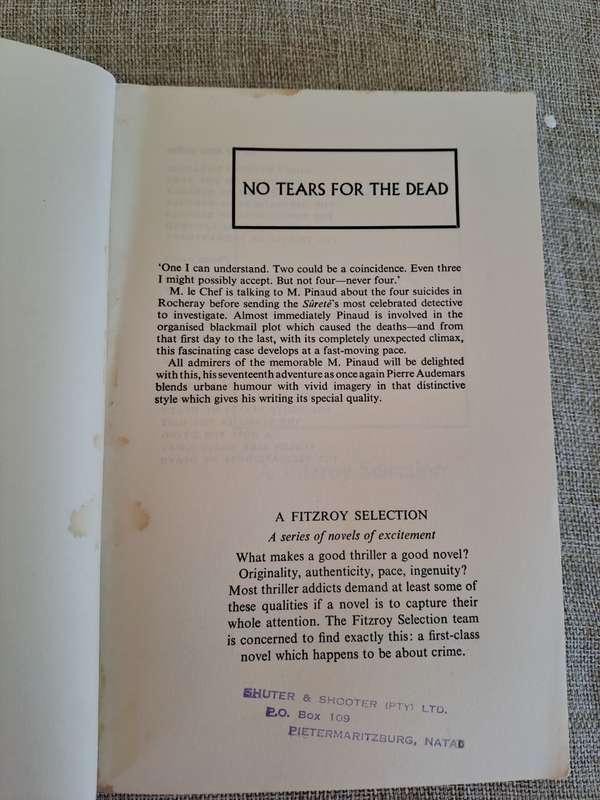 NO TEARS FOR THE DEAD
'One I can understand. Two could be a coincidence. Even three
I might possibly accept. But not four—never four.'
M. le Chef is talking to M. Pinaud about the four suicides in
Rocheray before sending the Sûreté's most celebrated detective
to investigate. Almost immediately Pinaud is involved in the
organised blackmail plot which caused the deaths—and from
that first day to the last, with its completely unexpected climax,
this fascinating case develops at a fast-moving pace.
All admirers of the memorable M. Pinaud will be delighted
with this, his seventeenth adventure as once again Pierre Audemars
blends urbane humour with vivid imagery in that distinctive
style which gives his writing its special quality.
A FITZROY SELECTION
A series of novels of excitement
What makes a good thriller a good novel?
Originality, authenticity, pace, ingenuity?
Most thriller addicts demand at least some of
these qualities if a novel is to capture their
whole attention. The Fitzroy Selection team
is concerned to find exactly this: a first-class
novel which happens to be about crime.
SHUTER & SHOOTER (PTY) LTD.
P.O. Box 109
PIETERMARITZBURG, NATAL